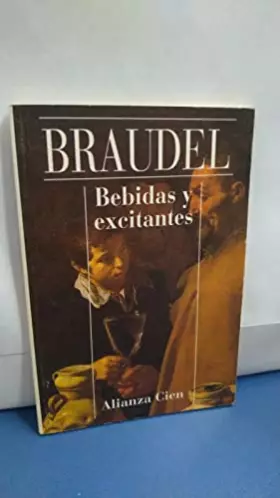 BRAUDEL
Bebidas y
excitantes
Alianza Cien